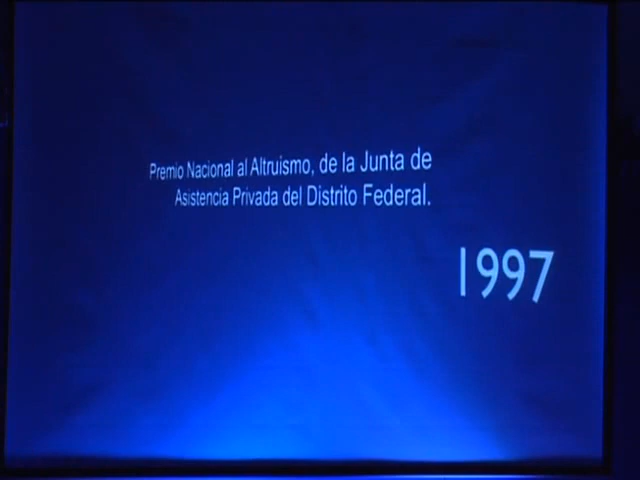 Premio Nacional al Altruismo, de la Junta de
Asistencia Privada del Distrito Federal.
1997